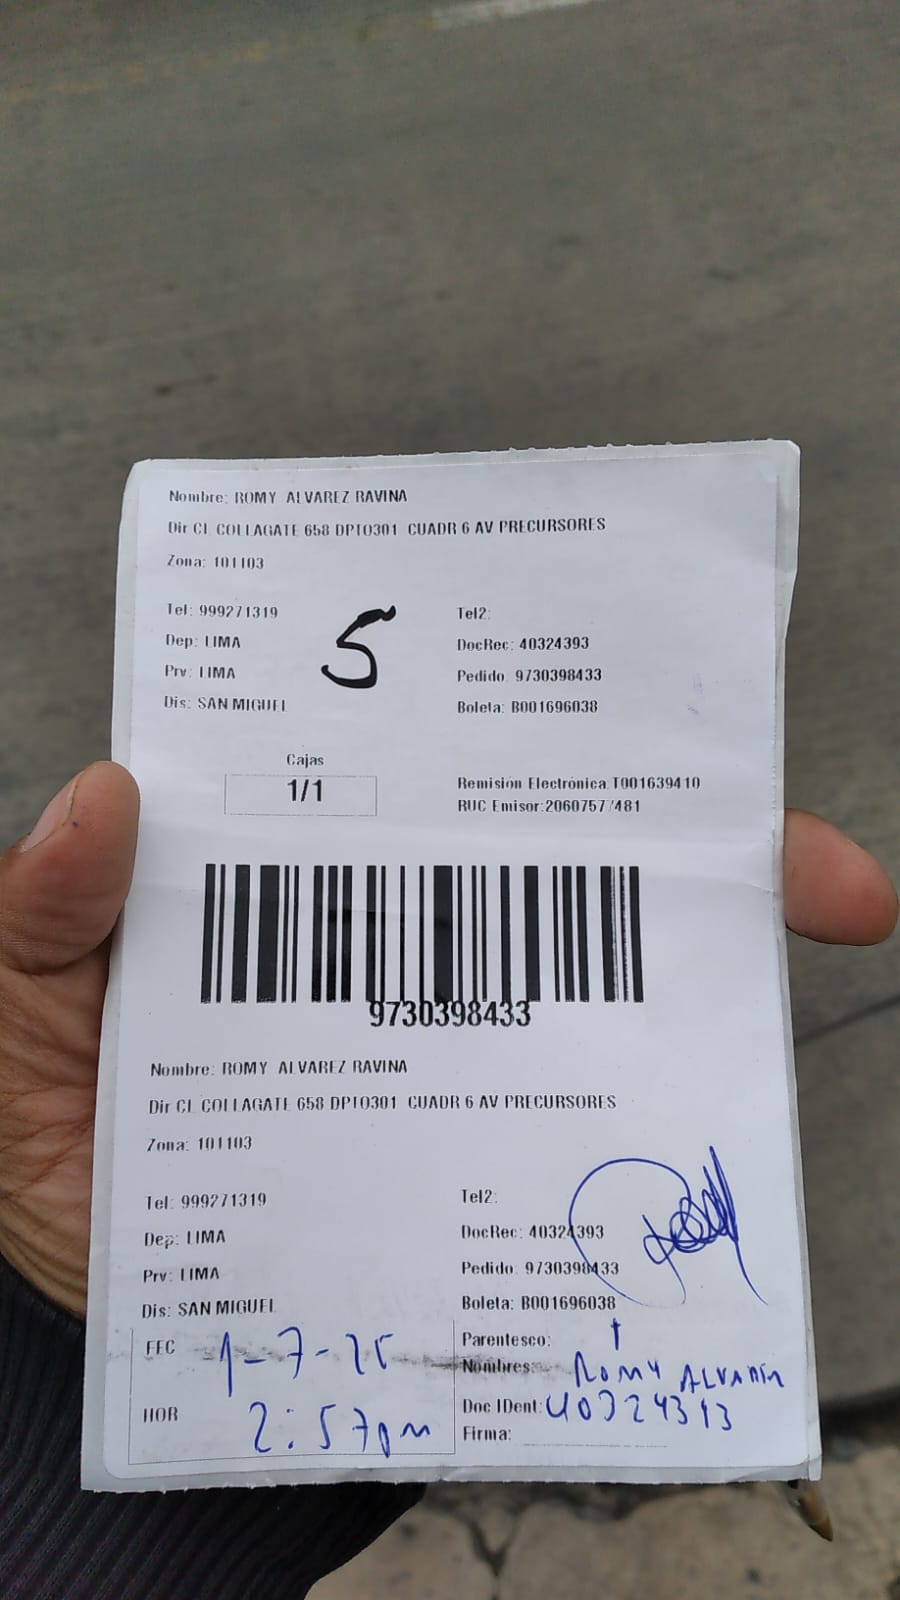 Nombre: ROMY ALVAREZ RAVINA
Dir CL COLLAGATE 658 DPTO301 CUADR 6 AV PRECURSORES
Zona: 101103
Tel: 999271319
Tel2:
Dep: LIMA
5
DocRec: 40324393
Prv: LIMA
Pedido: 9730398433
Dis: SAN MIGUEL
Boleta: B001696038
Cajas
1/1
Remisión Electrónica:T001639410
RUC Emisor:20607577481
9730398433
Nombre: ROMY ALVAREZ RAVINA
Dir CL COLLAGATE 658 DPTO301 CUADR 6 AV PRECURSORES
Zona: 101103
Tel: 999271319
Tel2:
Dep: LIMA
DocRec: 40324393
Prv: LIMA
Pedido: 9730398433
Dis: SAN MIGUEL
Boleta: B001696038
FEC 1-7-25
Parentesco:
Nombres: ROMY ALVAREZ
HOR 2:57pm
Doc IDent: 40324393
Firma: